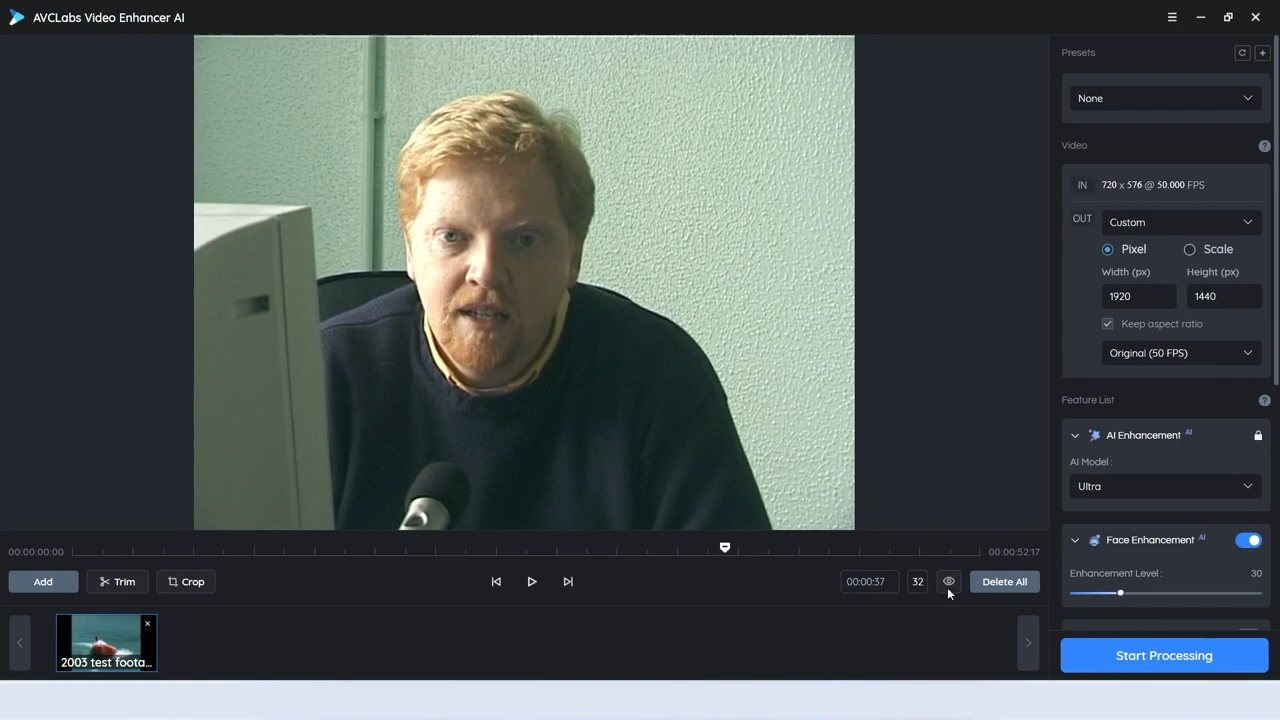 AVCLabs Video Enhancer AI
Presets
None
Video
IN 720 x 576 @ 50.000 FPS
OUT Custom
Pixel Scale
Width (px) Height (px)
1920 1440
Keep aspect ratio
Original (50 FPS)
Feature List
AI Enhancement AI
AI Model :
Ultra
Face Enhancement AI
Enhancement Level : 30
00:00:00:00 00:00:52:17
Add Trim Crop 00:00:37 32 Delete All
2003 test foota...
Start Processing